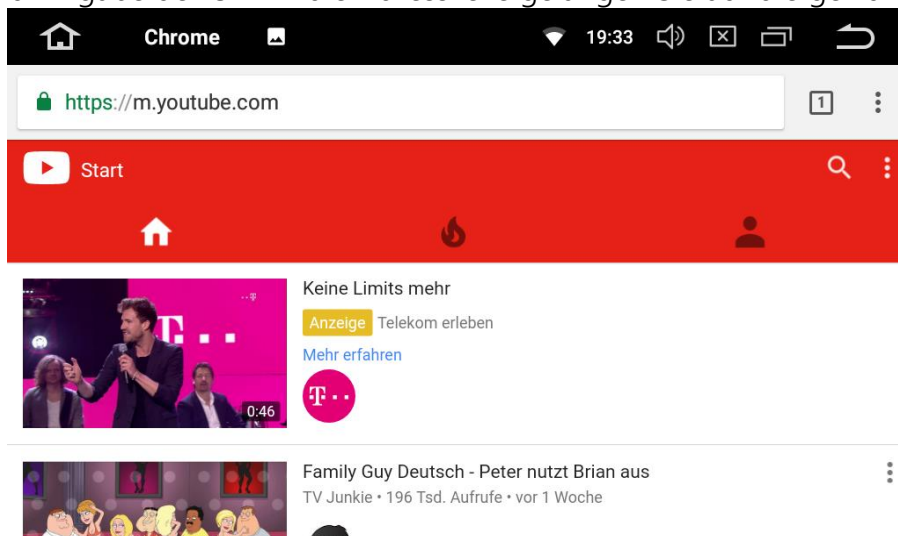 Chrome
19:33
https://m.youtube.com
1
Start
Keine Limits mehr
Anzeige Telekom erleben
Mehr erfahren
T
0:46
T
Family Guy Deutsch - Peter nutzt Brian aus
TV Junkie • 196 Tsd. Aufrufe • vor 1 Woche